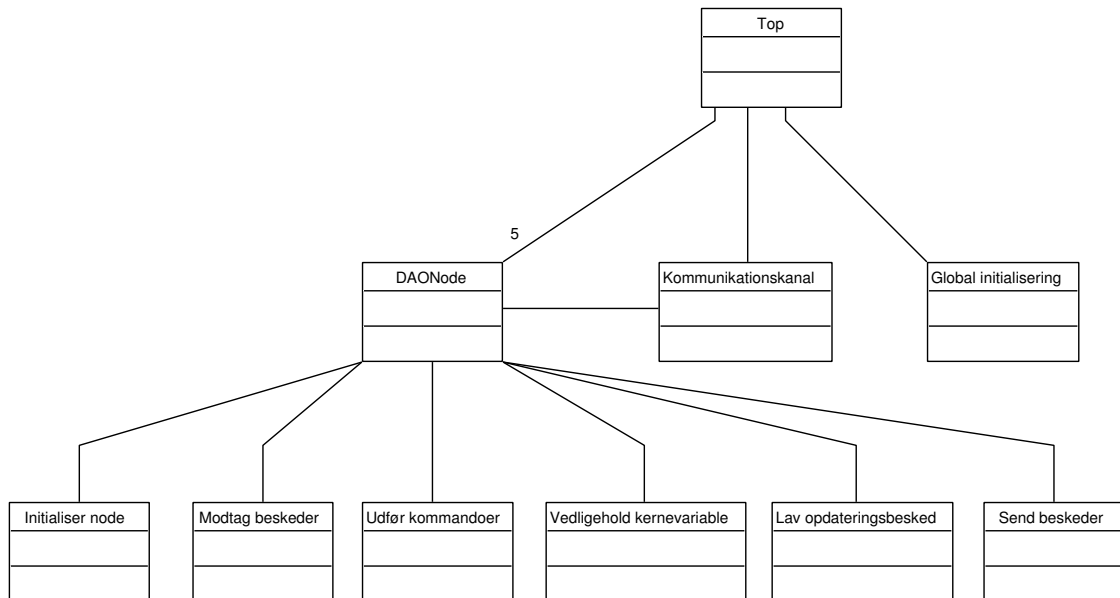 Top
5
DAONode
Kommunikationskanal
Global initialisering
Initialiser node
Modtag beskeder
Udfør kommandoer
Vedligehold kernevariable
Lav opdateringsbesked
Send beskeder